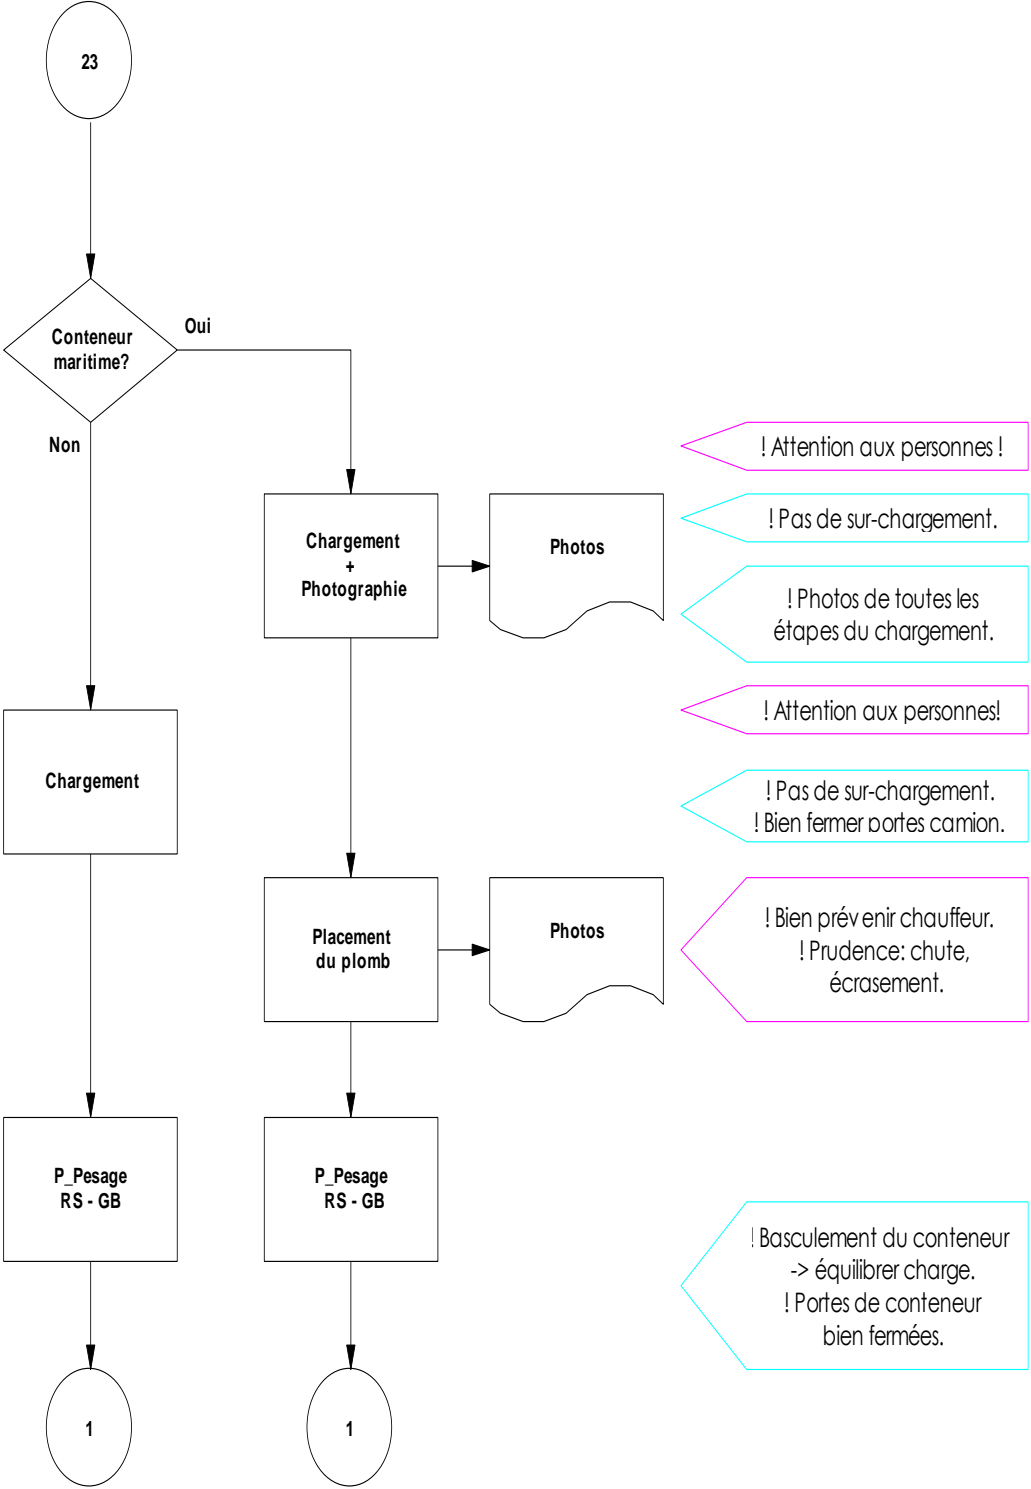 23
Conteneur
maritime?
Oui
Non
! Attention aux personnes !
Chargement
+
Photographie
Photos
! Pas de sur-chargement.
! Photos de toutes les
étapes du chargement.
! Attention aux personnes!
Chargement
! Pas de sur-chargement.
! Bien fermer portes camion.
Placement
du plomb
Photos
! Bien prévenir chauffeur.
! Prudence: chute,
écrasement.
P_Pesage
RS - GB
P_Pesage
RS - GB
! Basculement du conteneur
-> équilibrer charge.
! Portes de conteneur
bien fermées.
1
1